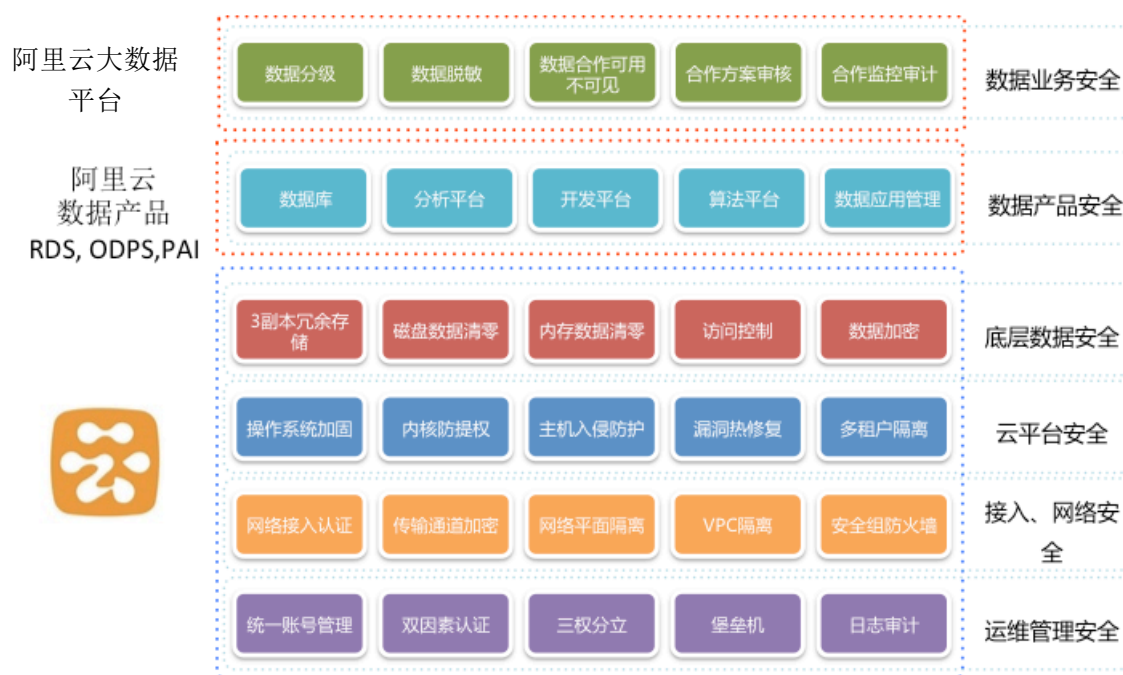 阿里云大数据
平台
数据分级
数据脱敏
数据合作可用
不可见
合作方案审核
合作监控审计
数据业务安全
阿里云
数据产品
RDS, ODPS,PAI
数据库
分析平台
开发平台
算法平台
数据应用管理
数据产品安全
3副本冗余存
储
磁盘数据清零
内存数据清零
访问控制
数据加密
底层数据安全
操作系统加固
内核防提权
主机入侵防护
漏洞热修复
多租户隔离
云平台安全
网络接入认证
传输通道加密
网络平面隔离
VPC隔离
安全组防火墙
接入、网络安
全
统一账号管理
双因素认证
三权分立
堡垒机
日志审计
运维管理安全